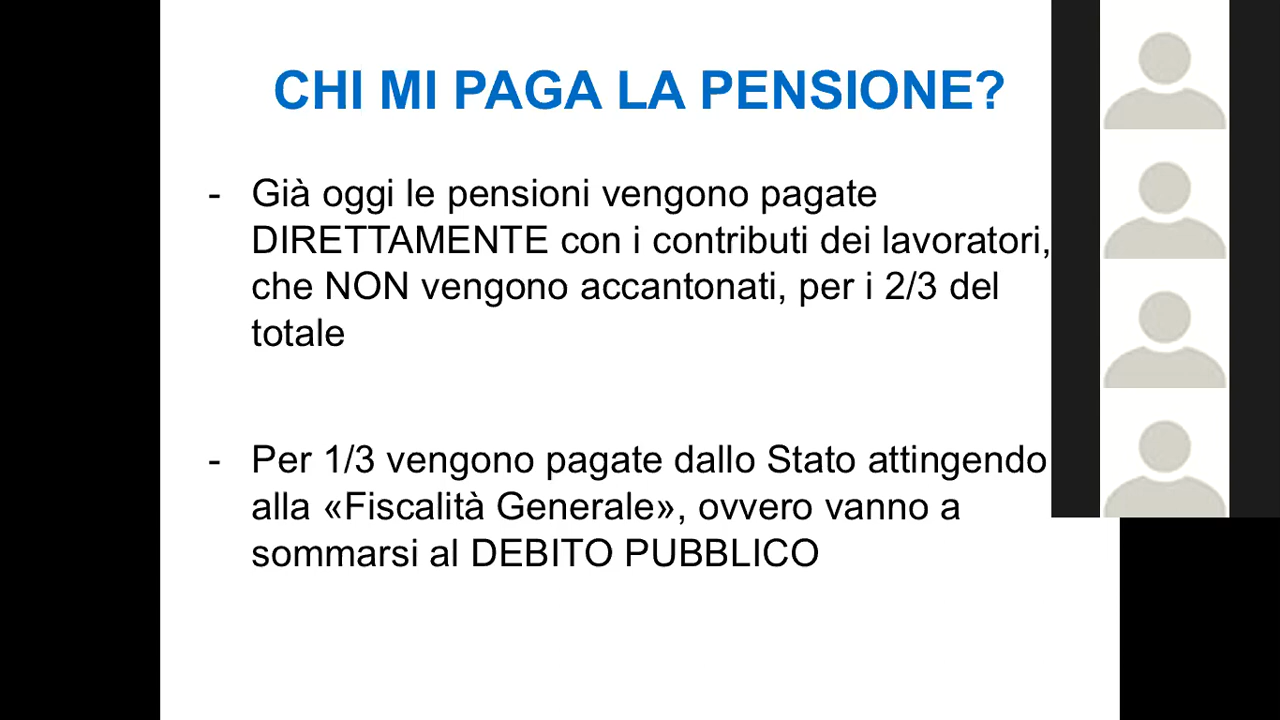 CHI MI PAGA LA PENSIONE?
- Già oggi le pensioni vengono pagate
DIRETTAMENTE con i contributi dei lavoratori,
che NON vengono accantonati, per i 2/3 del
totale
- Per 1/3 vengono pagate dallo Stato attingendo
alla «Fiscalità Generale», ovvero vanno a
sommarsi al DEBITO PUBBLICO